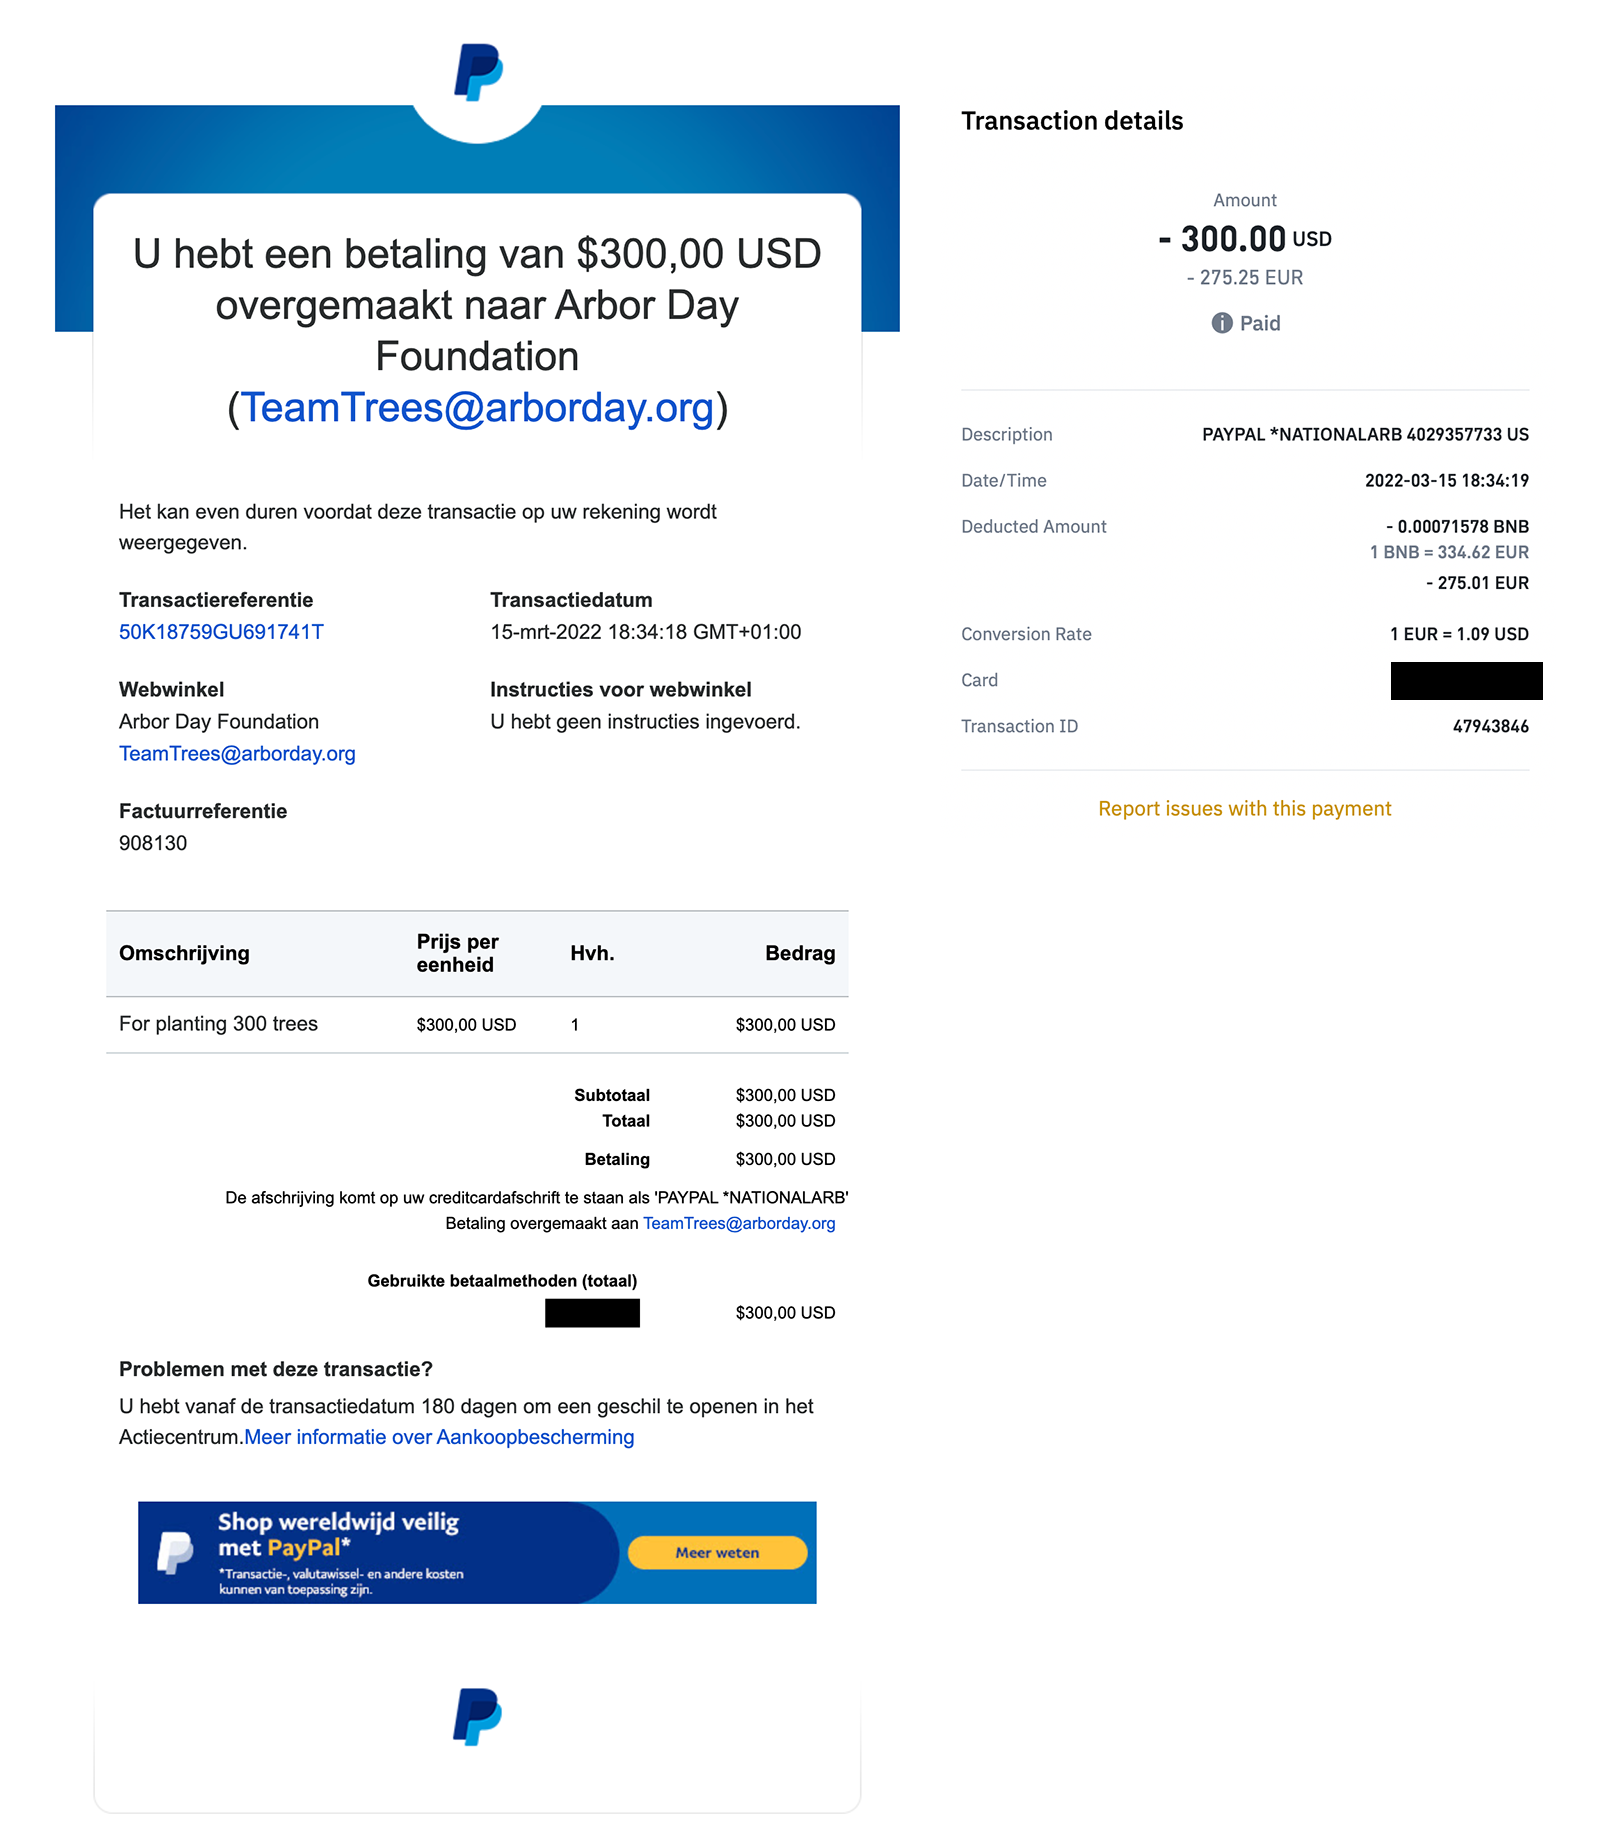 U hebt een betaling van $300,00 USD
overgemaakt naar Arbor Day
Foundation
(TeamTrees@arborday.org)
Het kan even duren voordat deze transactie op uw rekening wordt
weergegeven.
Transactiereferentie
50K18759GU691741T
Transactiedatum
15-mrt-2022 18:34:18 GMT+01:00
Webwinkel
Arbor Day Foundation
TeamTrees@arborday.org
Instructies voor webwinkel
U hebt geen instructies ingevoerd.
Factuurreferentie
908130
Omschrijving Prijs per eenheid Hvh. Bedrag
For planting 300 trees $300,00 USD 1 $300,00 USD
Subtotaal $300,00 USD
Totaal $300,00 USD
Betaling $300,00 USD
De afschrijving komt op uw creditcardafschrift te staan als 'PAYPAL *NATIONALARB'
Betaling overgemaakt aan TeamTrees@arborday.org
Gebruikte betaalmethoden (totaal)
$300,00 USD
Problemen met deze transactie?
U hebt vanaf de transactiedatum 180 dagen om een geschil te openen in het
Actiecentrum.Meer informatie over Aankoopbescherming
Shop wereldwijd veilig
met PayPal*
*Transactie-, valutawissel- en andere kosten
kunnen van toepassing zijn.
Meer weten
Transaction details
Amount
- 300.00 USD
- 275.25 EUR
Paid
Description PAYPAL *NATIONALARB 4029357733 US
Date/Time 2022-03-15 18:34:19
Deducted Amount - 0.00071578 BNB
1 BNB = 334.62 EUR
- 275.01 EUR
Conversion Rate 1 EUR = 1.09 USD
Card
Transaction ID 47943846
Report issues with this payment